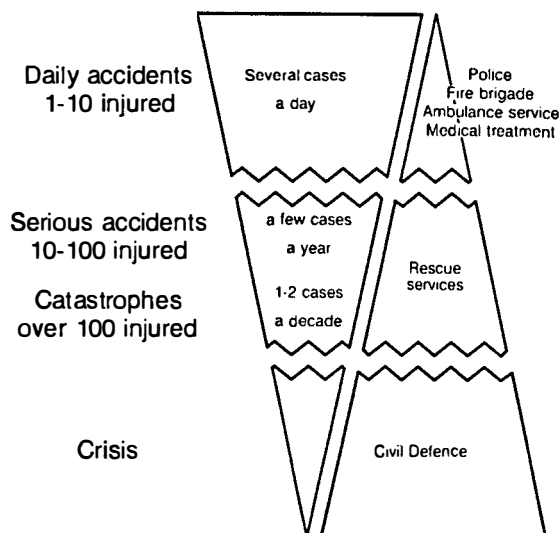 Daily accidents
1-10 injured
Several cases
a day
Police
Fire brigade
Ambulance service
Medical treatment
Serious accidents
10-100 injured
a few cases
a year
Catastrophes
over 100 injured
1-2 cases
a decade
Rescue
services
Crisis
Civil Defence